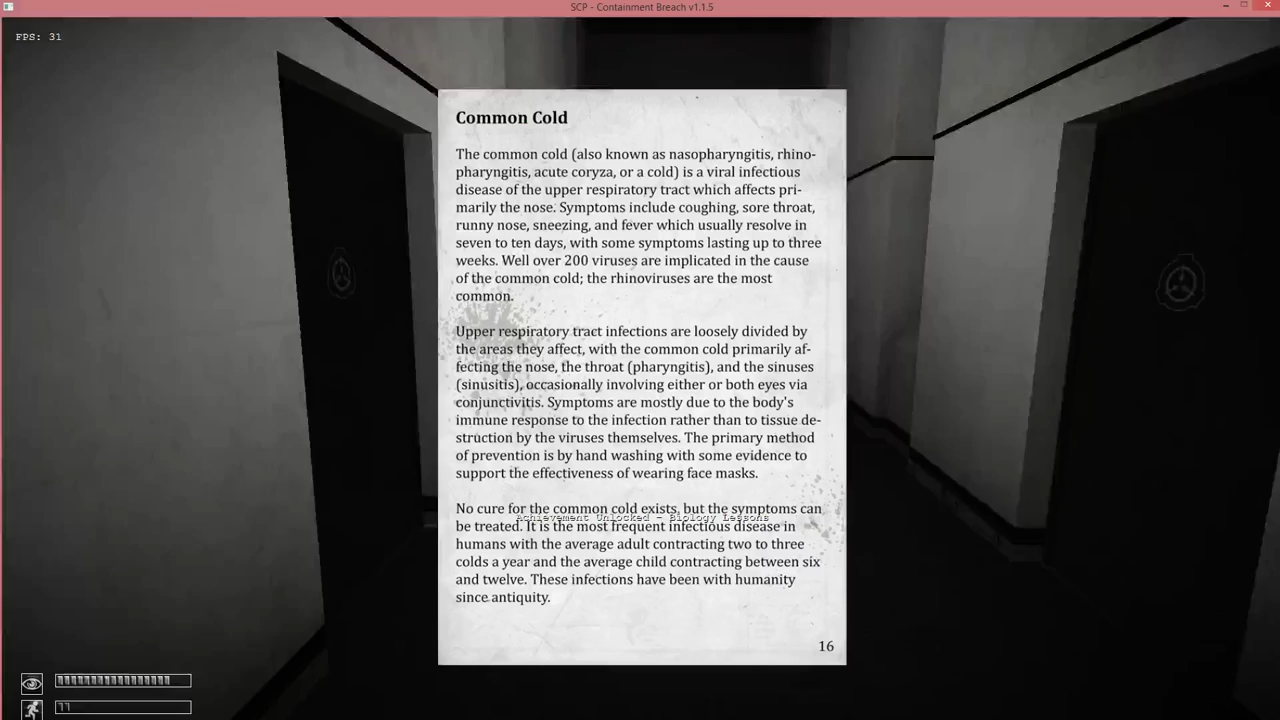 SCP - Containment Breach v1.1.5
FPS: 31
Common Cold
The common cold (also known as nasopharyngitis, rhino-
pharyngitis, acute coryza, or a cold) is a viral infectious
disease of the upper respiratory tract which affects pri-
marily the nose. Symptoms include coughing, sore throat,
runny nose, sneezing, and fever which usually resolve in
seven to ten days, with some symptoms lasting up to three
weeks. Well over 200 viruses are implicated in the cause
of the common cold; the rhinoviruses are the most
common.
Upper respiratory tract infections are loosely divided by
the areas they affect, with the common cold primarily af-
fecting the nose, the throat (pharyngitis), and the sinuses
(sinusitis), occasionally involving either or both eyes via
conjunctivitis. Symptoms are mostly due to the body's
immune response to the infection rather than to tissue de-
struction by the viruses themselves. The primary method
of prevention is by hand washing with some evidence to
support the effectiveness of wearing face masks.
No cure for the common cold exists, but the symptoms can
Achievement Unlocked - Biology Lessons
be treated. It is the most frequent infectious disease in
humans with the average adult contracting two to three
colds a year and the average child contracting between six
and twelve. These infections have been with humanity
since antiquity.
16